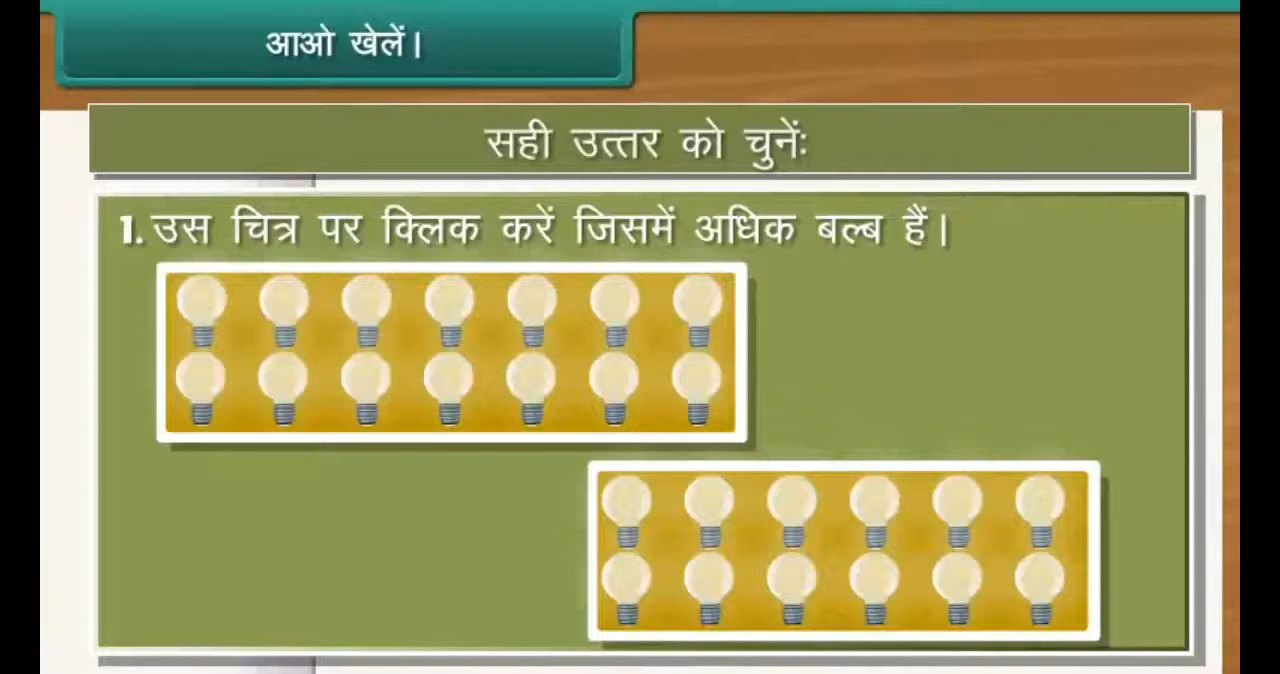 आओ खेलें।
सही उत्तर को चुनेंः
1. उस चित्र पर क्लिक करें जिसमें अधिक बल्ब हैं।